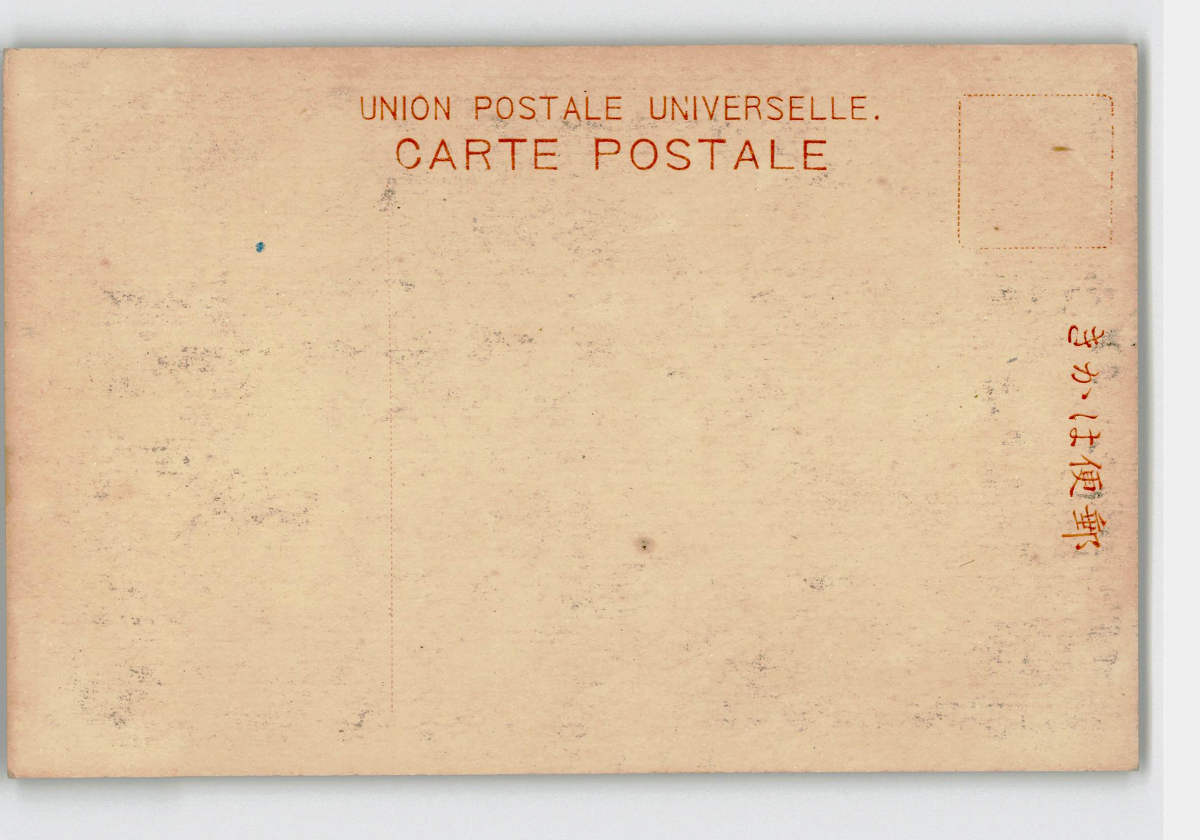 UNION POSTALE UNIVERSELLE.
CARTE POSTALE
きかは便郵